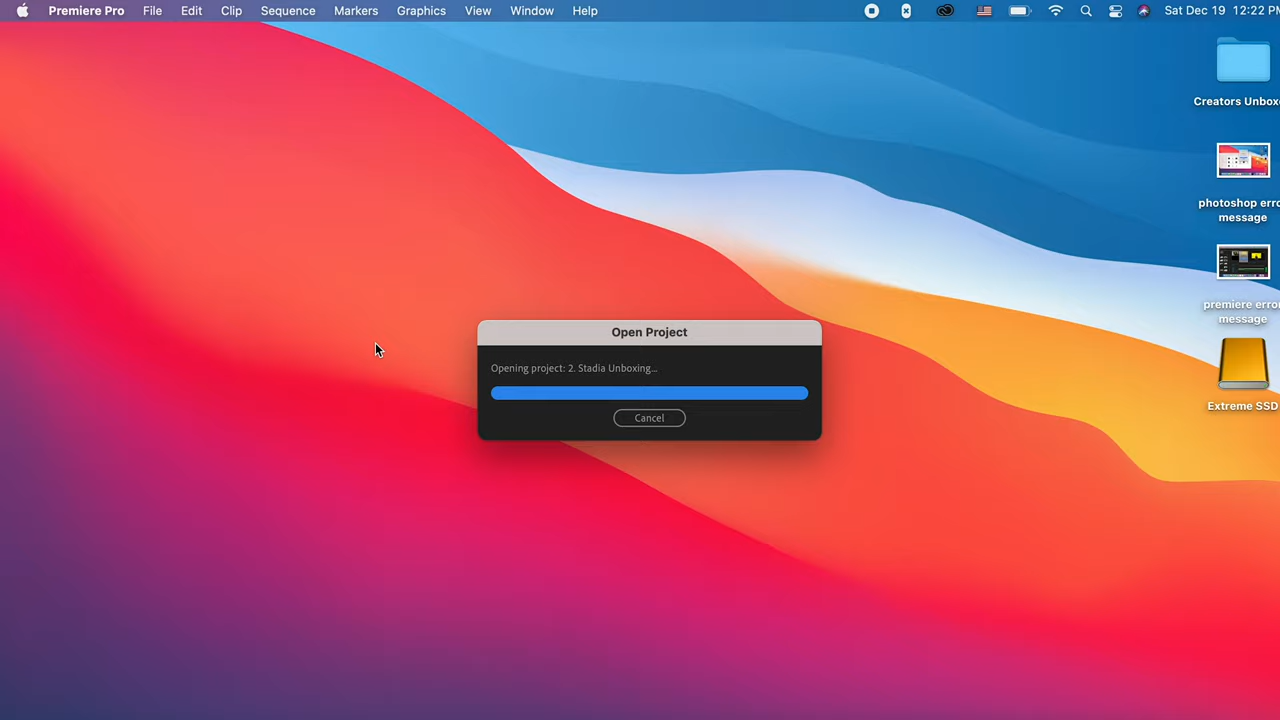 Premiere Pro File Edit Clip Sequence Markers Graphics View Window Help Sat Dec 19 12:22 PM
Creators Unbox
photoshop erro
message
premiere erro
message
Extreme SSD
Open Project
Opening project: 2. Stadia Unboxing...
Cancel